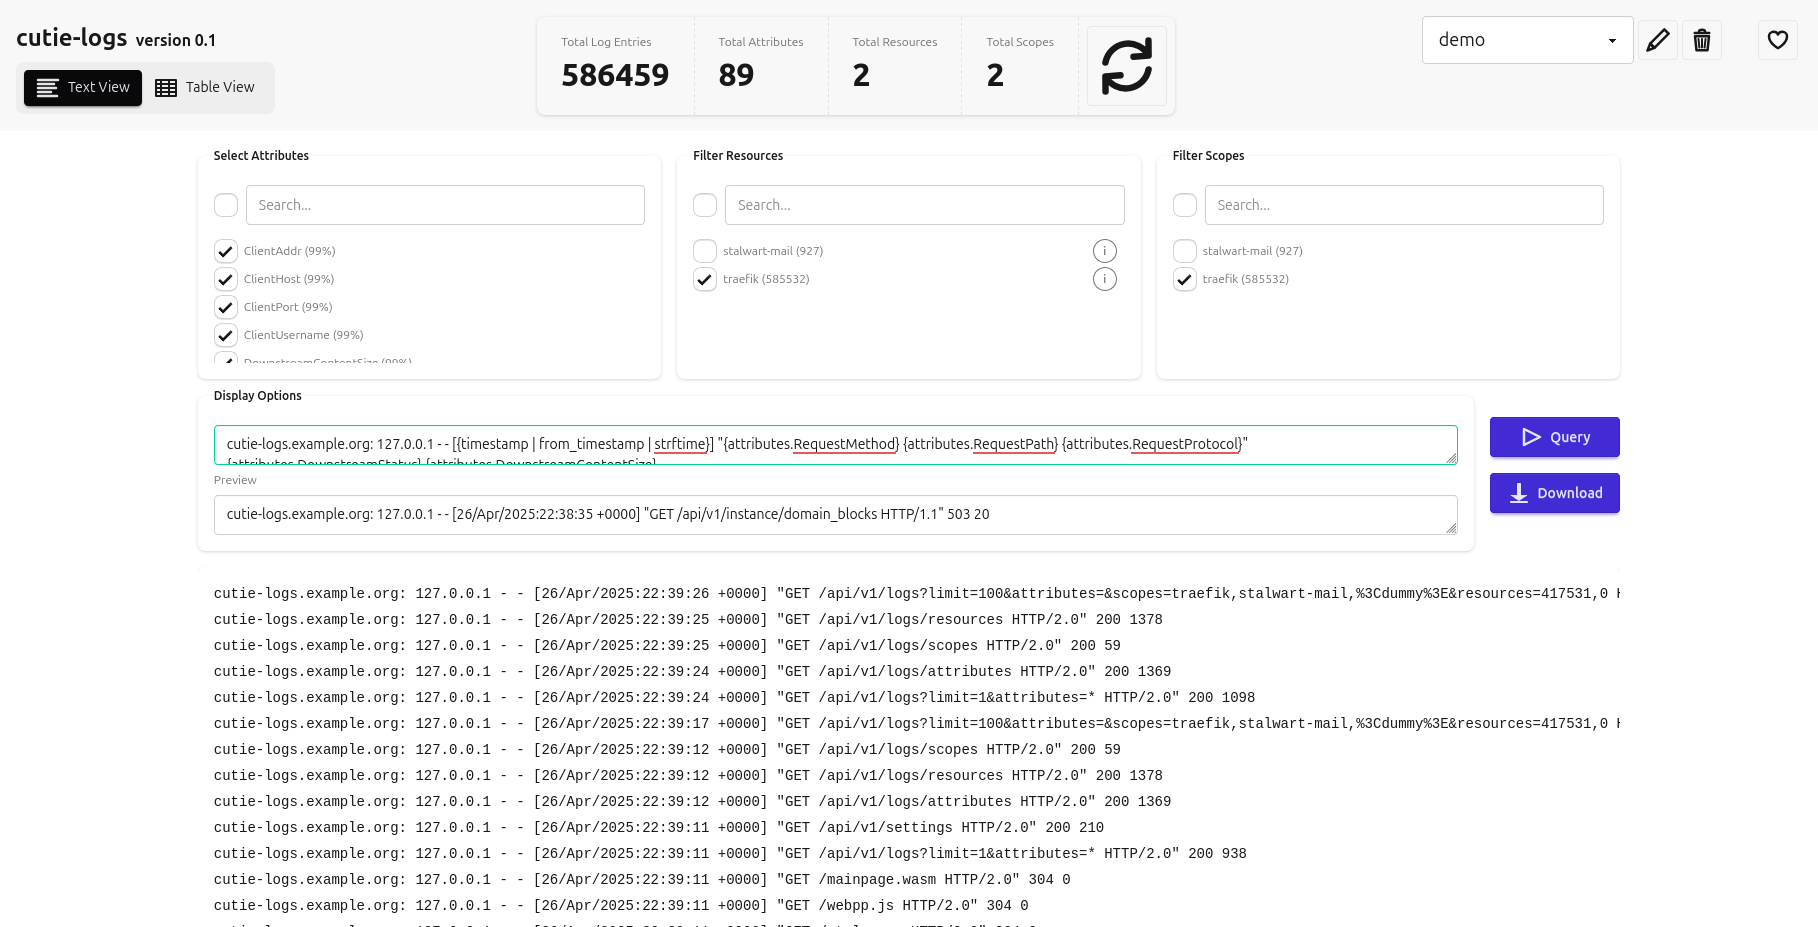 cutie-logs version 0.1
Text View
Table View
Total Log Entries
586459
Total Attributes
89
Total Resources
2
Total Scopes
2
demo
Select Attributes
Search...
ClientAddr (99%)
ClientHost (99%)
ClientPort (99%)
ClientUsername (99%)
DownstreamContentSize (99%)
Filter Resources
Search...
stalwart-mail (927)
i
traefik (585532)
i
Filter Scopes
Search...
stalwart-mail (927)
traefik (585532)
Display Options
cutie-logs.example.org: 127.0.0.1 - - [{timestamp | from_timestamp | strftime}] "{attributes.RequestMethod} {attributes.RequestPath} {attributes.RequestProtocol}"
{attributes.DownstreamStatus} {attributes.DownstreamContentSize}
Preview
cutie-logs.example.org: 127.0.0.1 - - [26/Apr/2025:22:38:35 +0000] "GET /api/v1/instance/domain_blocks HTTP/1.1" 503 20
Query
Download
cutie-logs.example.org: 127.0.0.1 - - [26/Apr/2025:22:39:26 +0000] "GET /api/v1/logs?limit=100&attributes=&scopes=traefik,stalwart-mail,%3Cdummy%3E&resources=417531,0 H
cutie-logs.example.org: 127.0.0.1 - - [26/Apr/2025:22:39:25 +0000] "GET /api/v1/logs/resources HTTP/2.0" 200 1378
cutie-logs.example.org: 127.0.0.1 - - [26/Apr/2025:22:39:25 +0000] "GET /api/v1/logs/scopes HTTP/2.0" 200 59
cutie-logs.example.org: 127.0.0.1 - - [26/Apr/2025:22:39:24 +0000] "GET /api/v1/logs/attributes HTTP/2.0" 200 1369
cutie-logs.example.org: 127.0.0.1 - - [26/Apr/2025:22:39:24 +0000] "GET /api/v1/logs?limit=1&attributes=* HTTP/2.0" 200 1098
cutie-logs.example.org: 127.0.0.1 - - [26/Apr/2025:22:39:17 +0000] "GET /api/v1/logs?limit=100&attributes=&scopes=traefik,stalwart-mail,%3Cdummy%3E&resources=417531,0 H
cutie-logs.example.org: 127.0.0.1 - - [26/Apr/2025:22:39:12 +0000] "GET /api/v1/logs/scopes HTTP/2.0" 200 59
cutie-logs.example.org: 127.0.0.1 - - [26/Apr/2025:22:39:12 +0000] "GET /api/v1/logs/resources HTTP/2.0" 200 1378
cutie-logs.example.org: 127.0.0.1 - - [26/Apr/2025:22:39:12 +0000] "GET /api/v1/logs/attributes HTTP/2.0" 200 1369
cutie-logs.example.org: 127.0.0.1 - - [26/Apr/2025:22:39:11 +0000] "GET /api/v1/settings HTTP/2.0" 200 210
cutie-logs.example.org: 127.0.0.1 - - [26/Apr/2025:22:39:11 +0000] "GET /api/v1/logs?limit=1&attributes=* HTTP/2.0" 200 938
cutie-logs.example.org: 127.0.0.1 - - [26/Apr/2025:22:39:11 +0000] "GET /mainpage.wasm HTTP/2.0" 304 0
cutie-logs.example.org: 127.0.0.1 - - [26/Apr/2025:22:39:11 +0000] "GET /webpp.js HTTP/2.0" 304 0